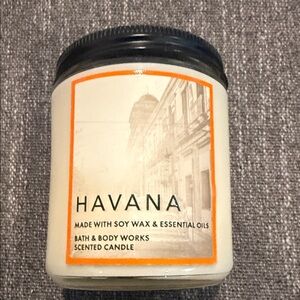 HAVANA
MADE WITH SOY WAX & ESSENTIAL OILS
BATH & BODY WORKS
SCENTED CANDLE